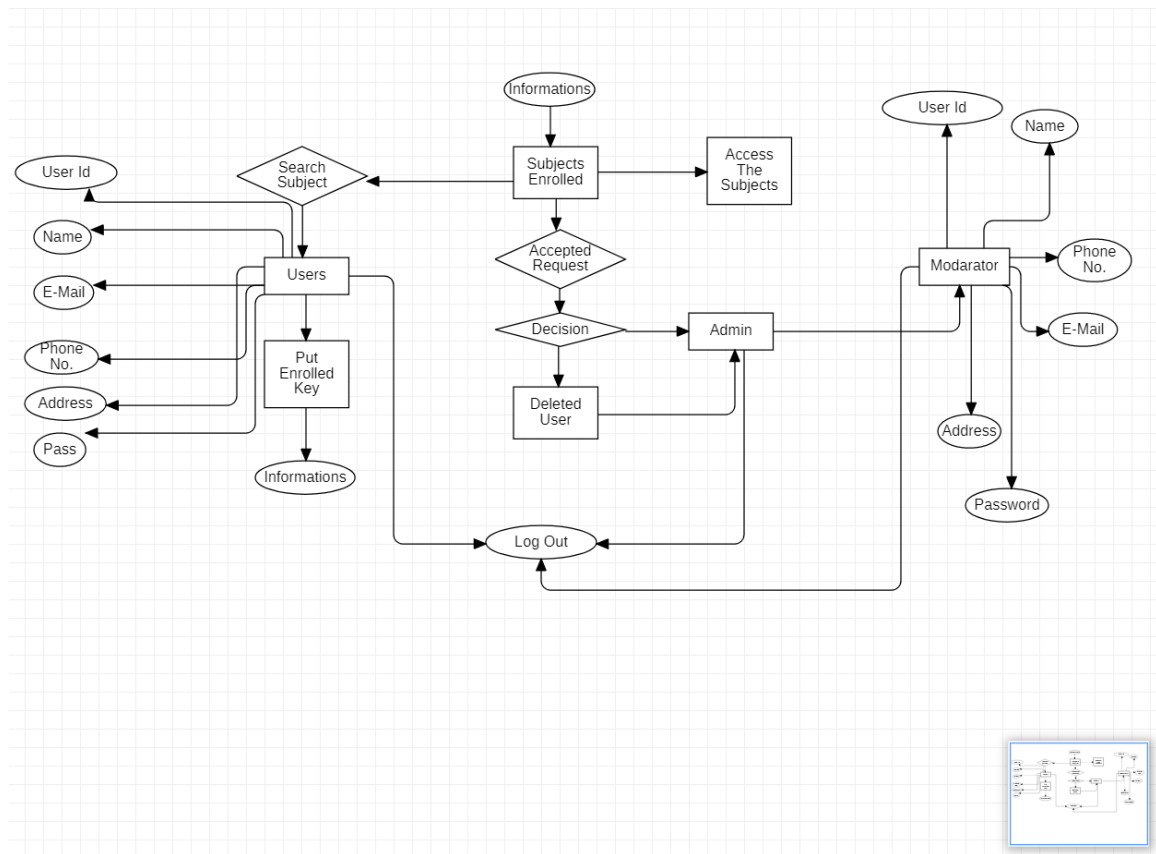 Informations
User Id
Name
Search
Subject
Subjects
Enrolled
Access
The
Subjects
User Id
Name
E-Mail
Phone
No.
Address
Pass
Users
Put
Enrolled
Key
Informations
Accepted
Request
Decision
Deleted
User
Admin
Log Out
Modarator
Phone
No.
E-Mail
Address
Password